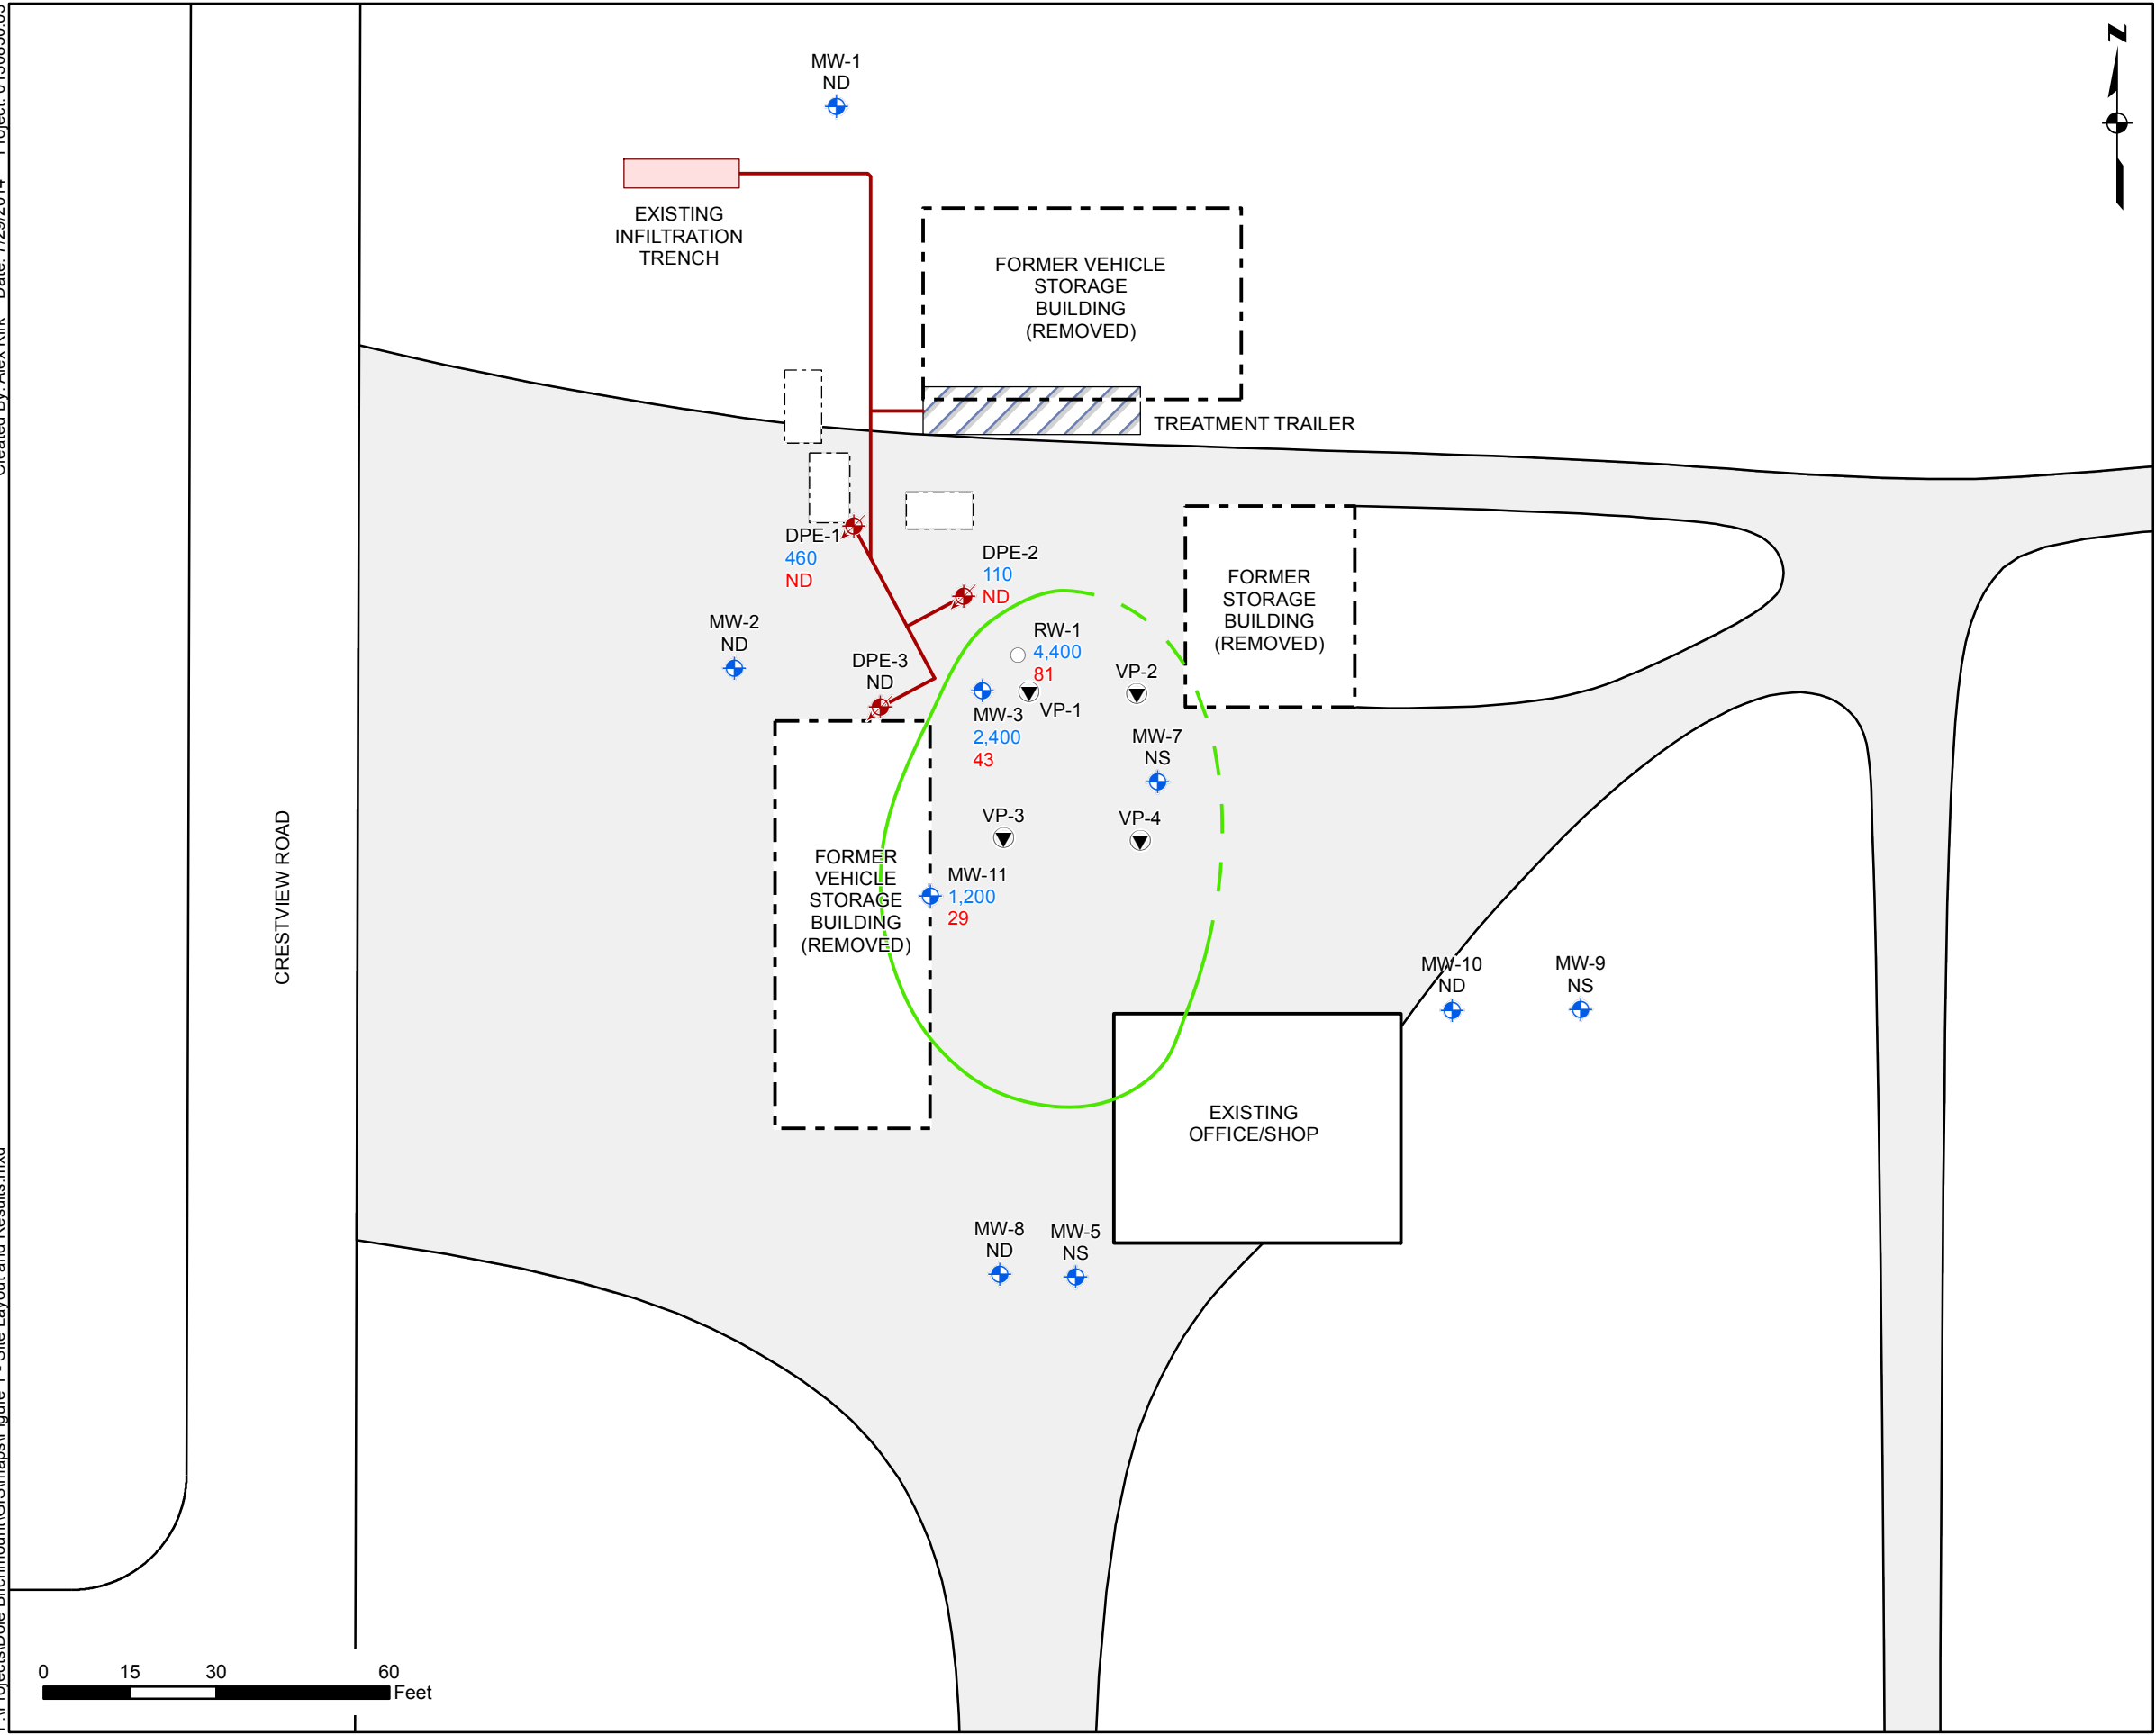 MW-1
ND
N
EXISTING
INFILTRATION
TRENCH
FORMER VEHICLE
STORAGE
BUILDING
(REMOVED)
TREATMENT TRAILER
DPE-1
460
ND
DPE-2
110
ND
FORMER
STORAGE
BUILDING
(REMOVED)
MW-2
ND
RW-1
4,400
81
DPE-3
ND
VP-2
VP-1
MW-3
2,400
43
MW-7
NS
VP-3
VP-4
CRESTVIEW ROAD
FORMER
VEHICLE
STORAGE
BUILDING
(REMOVED)
MW-11
1,200
29
MW-10
ND
MW-9
NS
EXISTING
OFFICE/SHOP
MW-8
ND
MW-5
NS
0 15 30 60
Feet